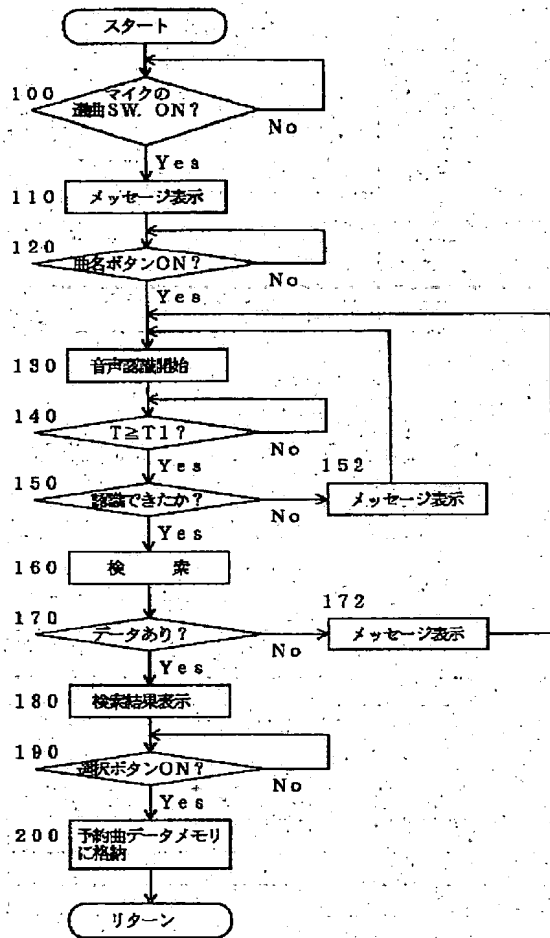 スタート
100
マイクの
選曲SW. ON?
No
Yes
110
メッセージ表示
120
曲名ボタンON?
No
Yes
130
音声認識開始
140
T≧T1?
No
Yes
150
認識できたか?
No
152
メッセージ表示
Yes
160
検 索
170
データあり?
No
172
メッセージ表示
Yes
180
検索結果表示
190
選択ボタンON?
No
Yes
200
予約曲データメモリ
に格納
リターン